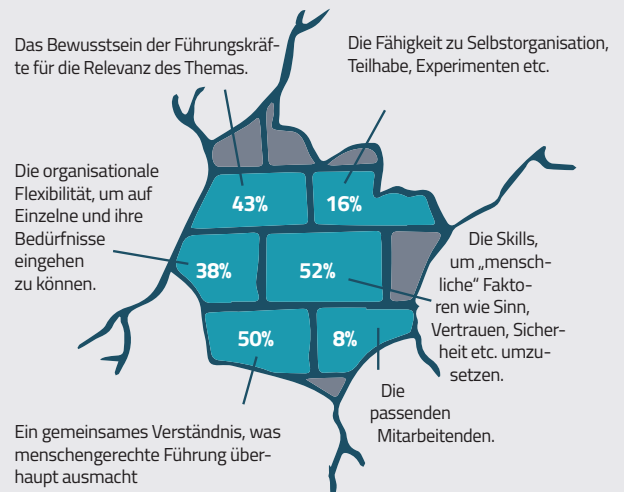 Das Bewusstsein der Führungskräf-
te für die Relevanz des Themas.
Die Fähigkeit zu Selbstorganisation,
Teilhabe, Experimenten etc.
43%
16%
Die organisationale
Flexibilität, um auf
Einzelne und ihre
Bedürfnisse
eingehen
zu können.
38%
52%
Die Skills,
um „mensch-
liche“ Fakto-
ren wie Sinn,
Vertrauen, Sicher-
heit etc. umzu-
setzen.
50%
8%
Die
passenden
Mitarbeitenden.
Ein gemeinsames Verständnis, was
menschengerechte Führung über-
haupt ausmacht